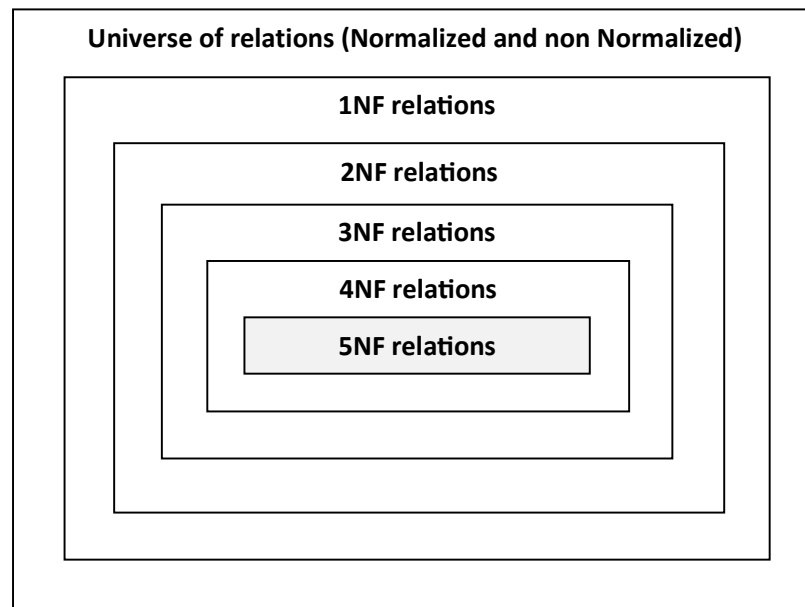 Universe of relations (Normalized and non Normalized)
1NF relations
2NF relations
3NF relations
4NF relations
5NF relations